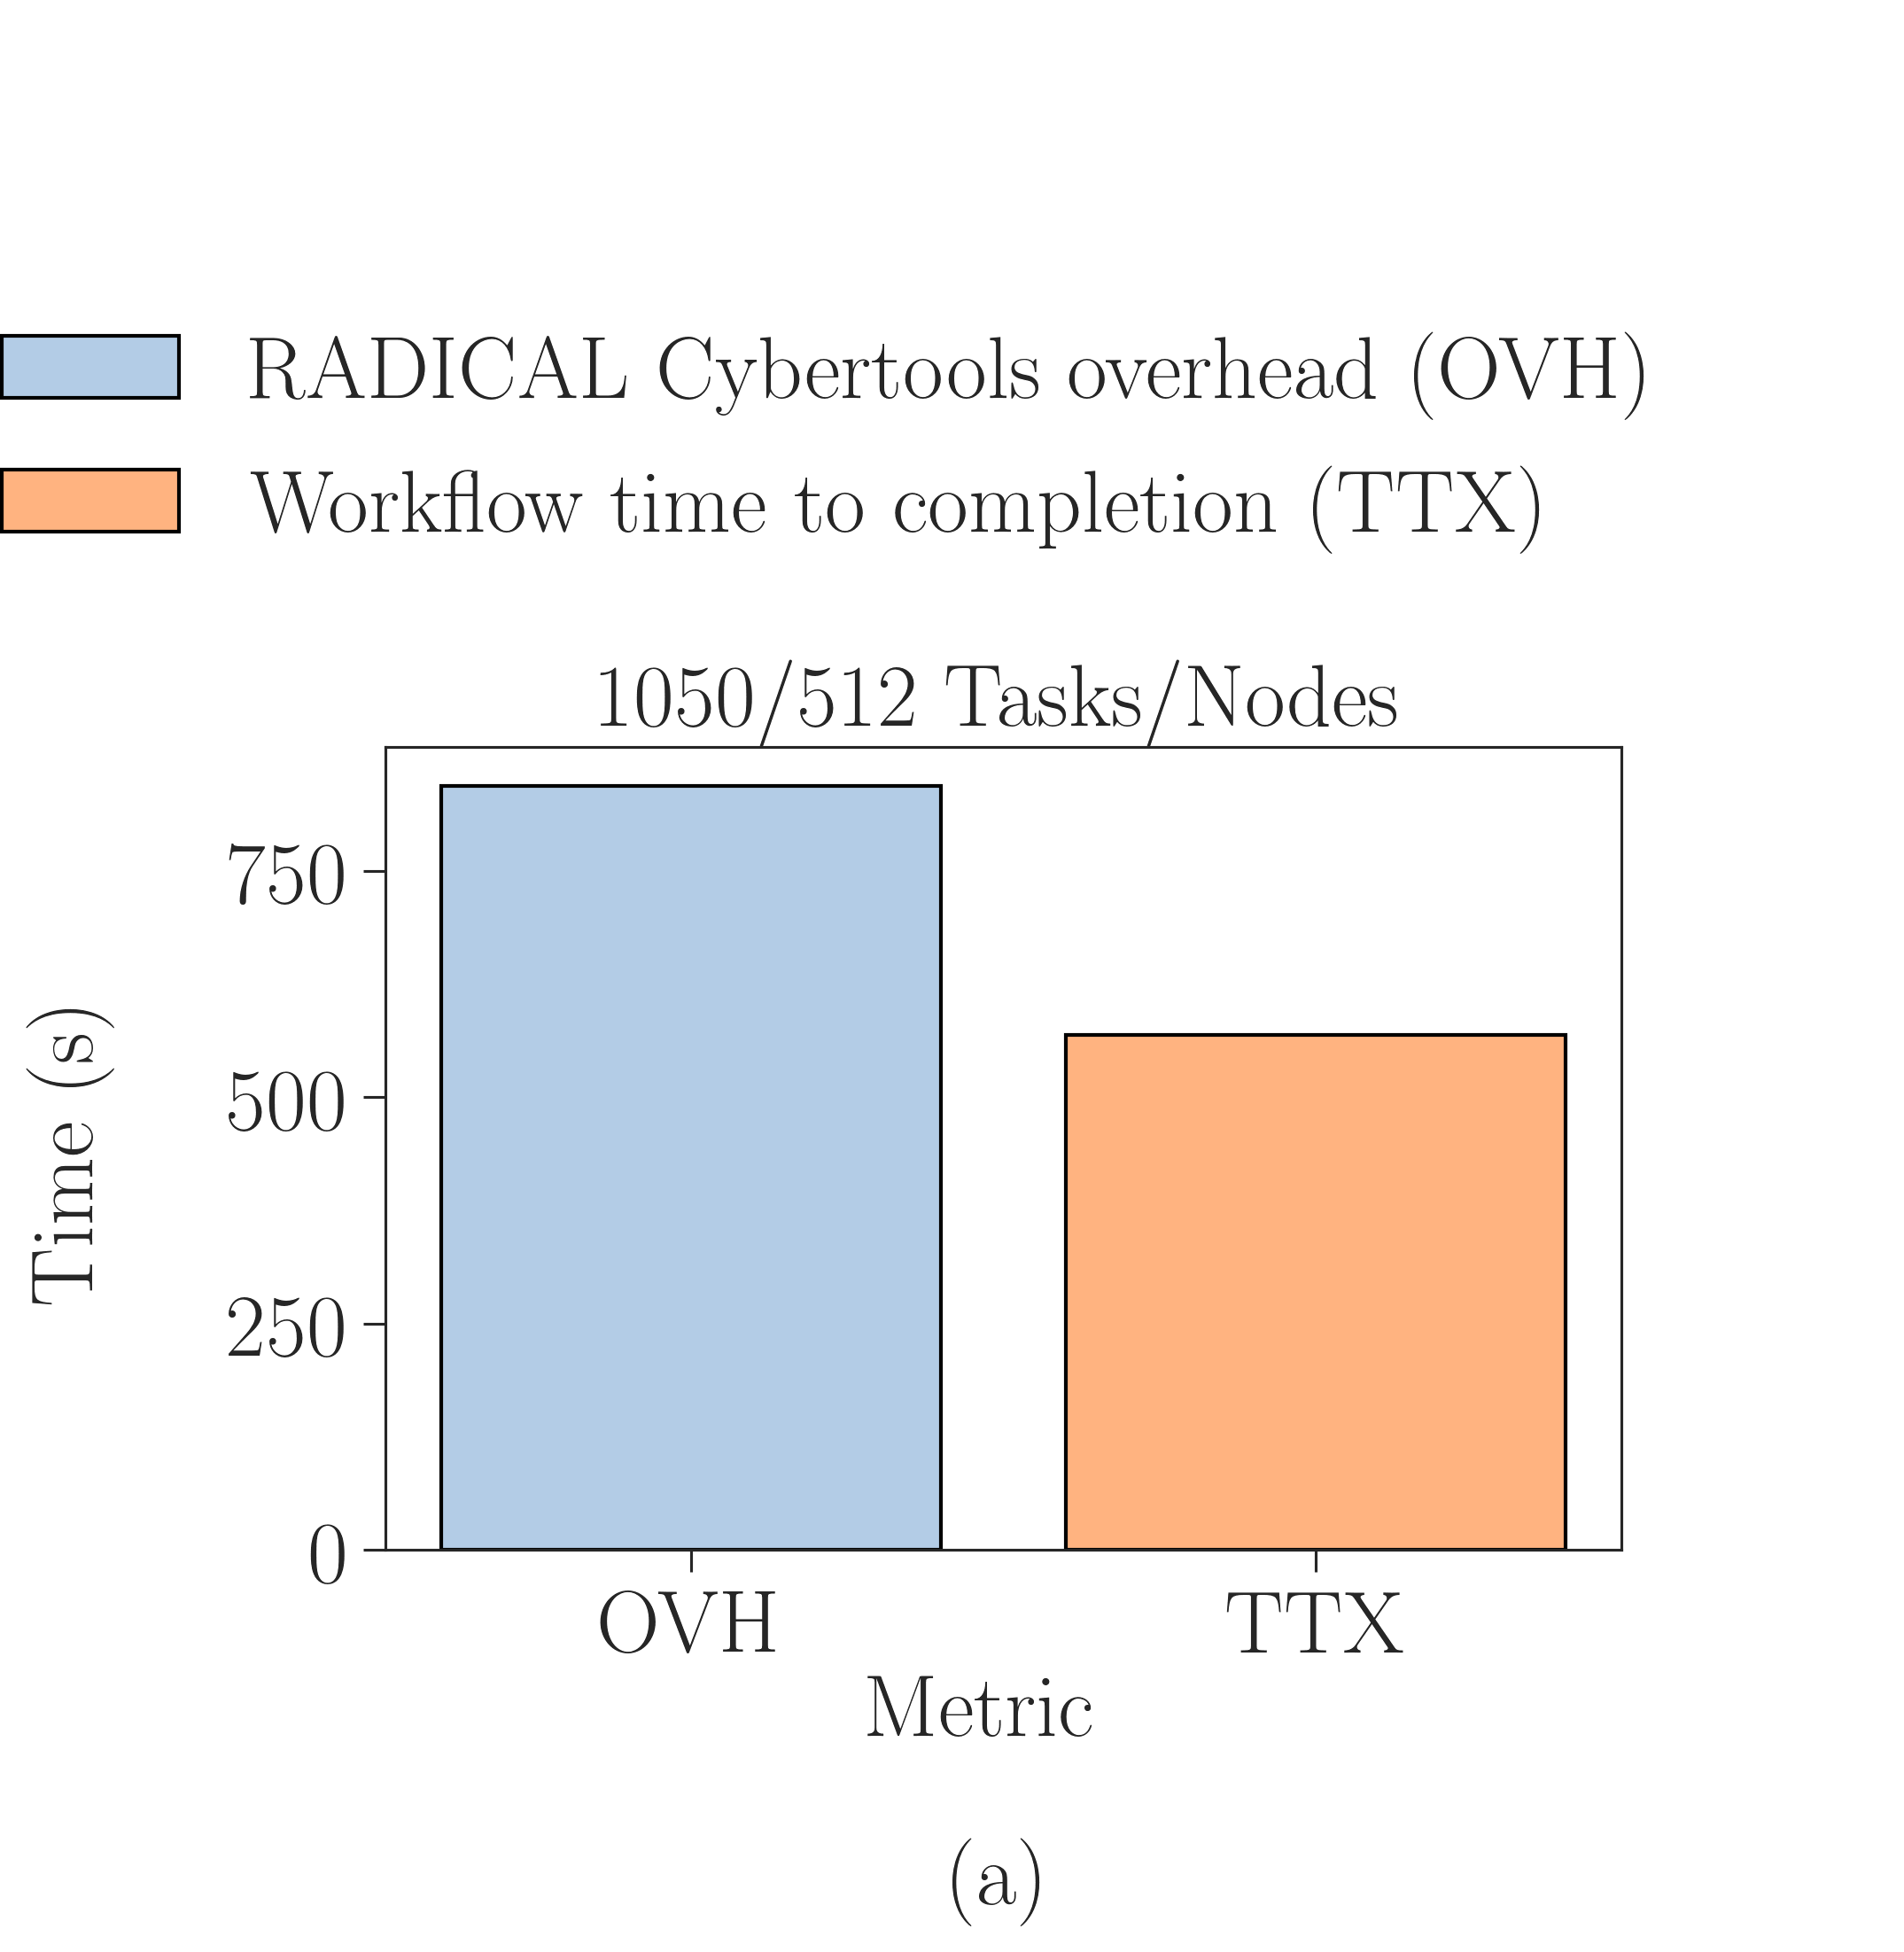 RADICAL Cybertools overhead (OVH)
Workflow time to completion (TTX)
1050/512 Tasks/Nodes
750
500
250
0
Time (s)
OVH TTX
Metric
(a)